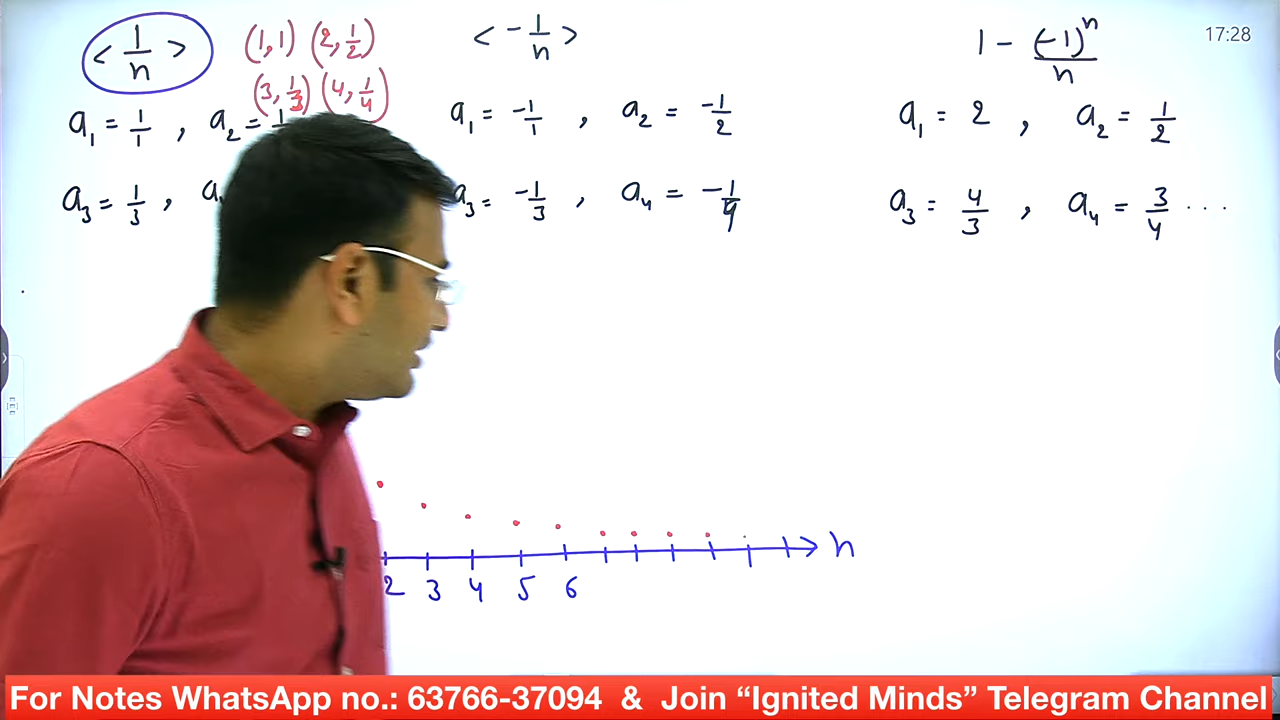 < 1/n > (1, 1) (2, 1/2)
(3, 1/3) (4, 1/4)
a₁ = 1/1 , a₂ = 1
a₃ = 1/3 ,
< - 1/n >
a₁ = -1/1 , a₂ = -1/2
a₃ = -1/3 , a₄ = -1/9
1 - (-1)ⁿ/n
a₁ = 2 , a₂ = 1/2
a₃ = 4/3 , a₄ = 3/4 ...
17:28
n
2 3 4 5 6
For Notes WhatsApp no.: 63766-37094 & Join “Ignited Minds” Telegram Channel